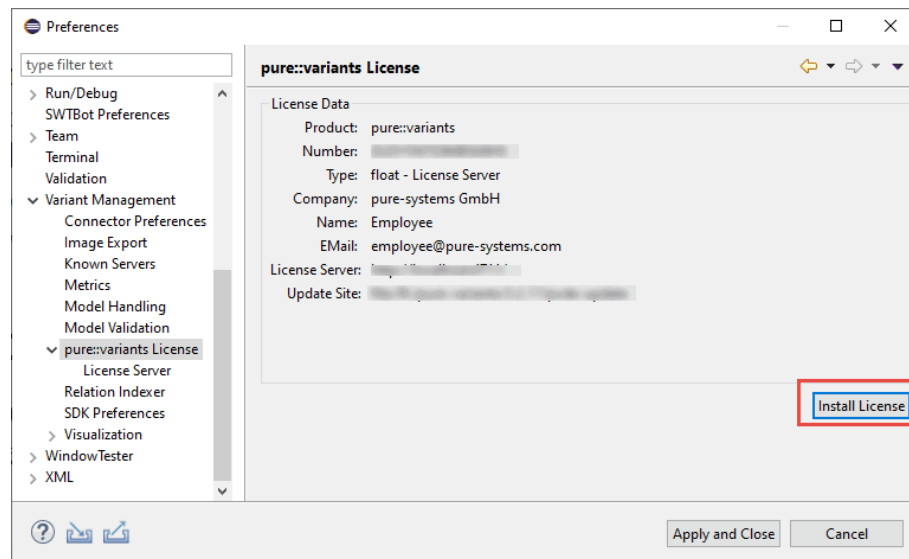 Preferences
type filter text
Run/Debug
SWTBot Preferences
Team
Terminal
Validation
Variant Management
Connector Preferences
Image Export
Known Servers
Metrics
Model Handling
Model Validation
pure::variants License
License Server
Relation Indexer
SDK Preferences
Visualization
WindowTester
XML
pure::variants License
License Data
Product: pure::variants
Number:
Type: float - License Server
Company: pure-systems GmbH
Name: Employee
EMail: employee@pure-systems.com
License Server:
Update Site:
Install License
Apply and Close
Cancel